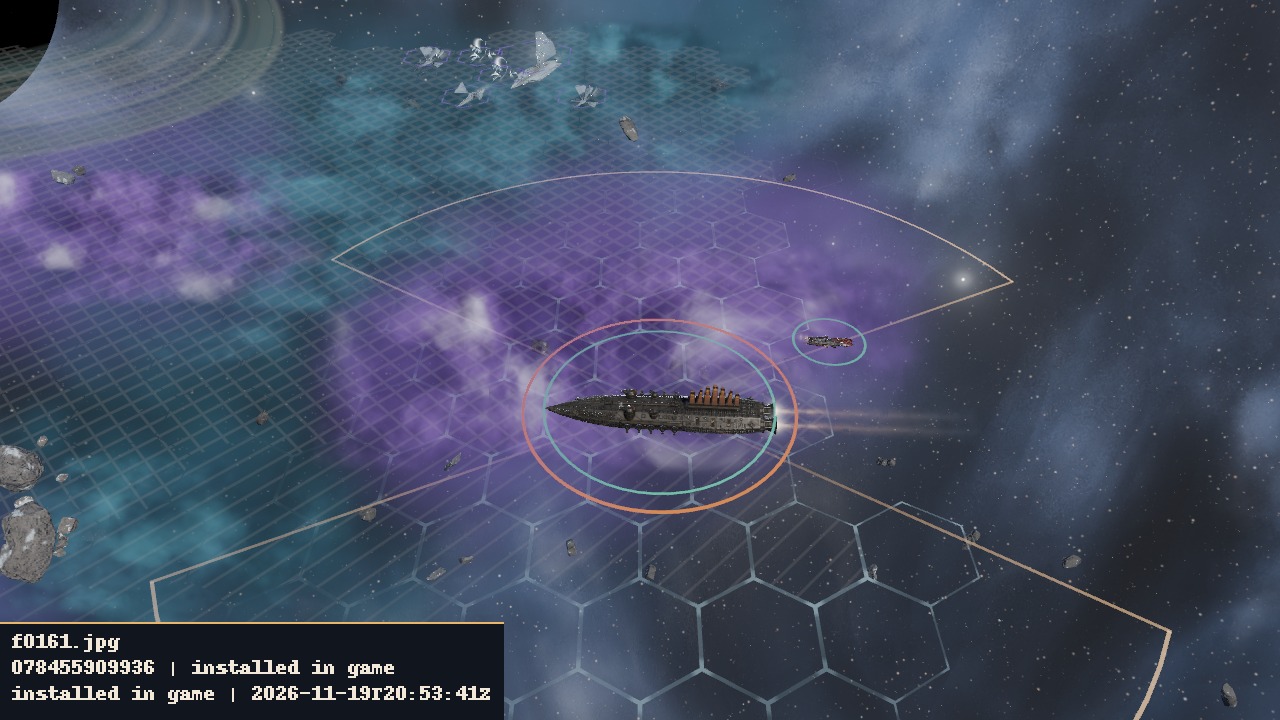 f0161.jpg
078455909936 | installed in game
installed in game | 2026-11-19T20:53:41Z